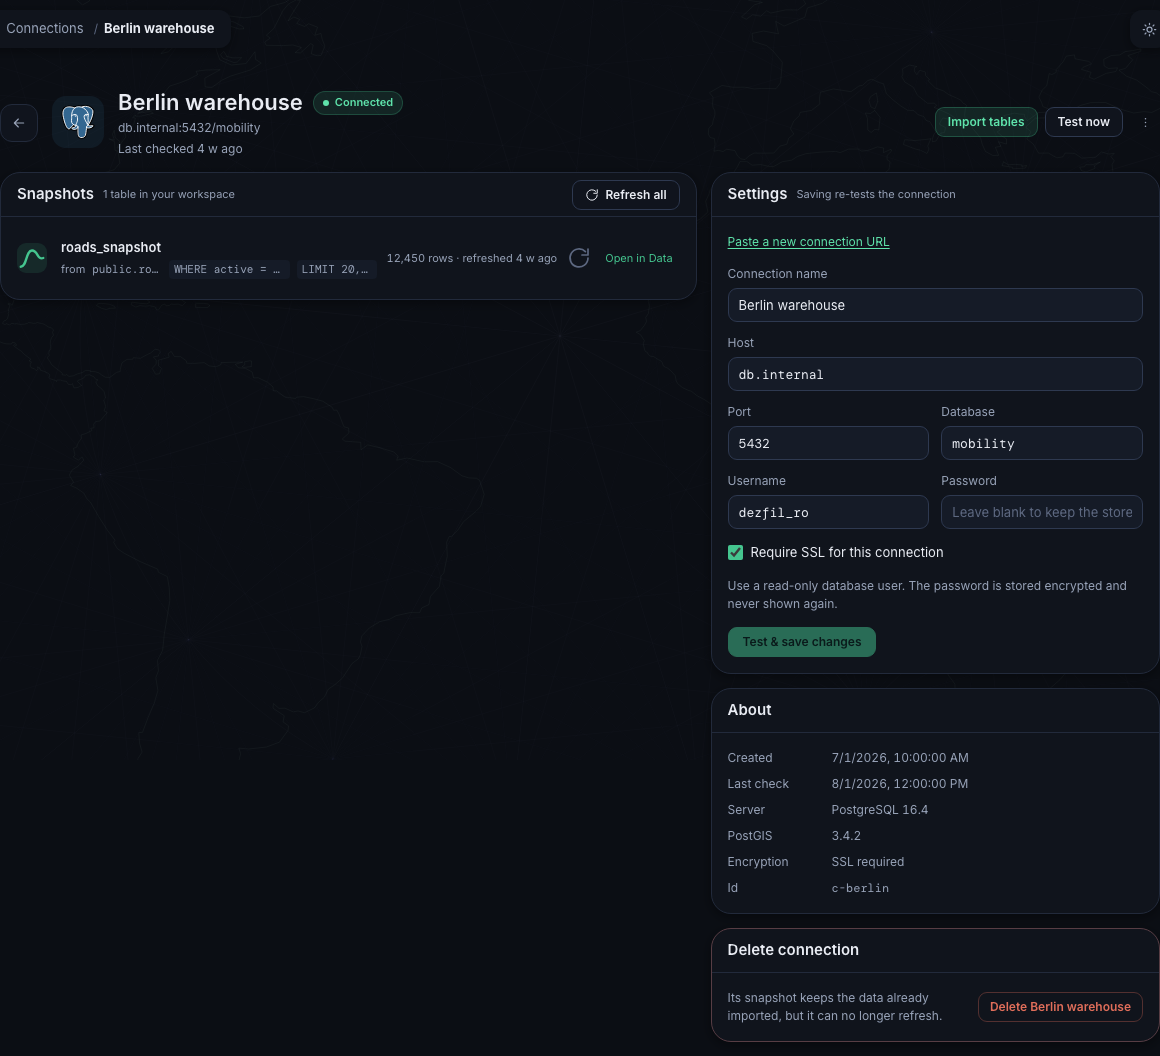 Connections / Berlin warehouse
Berlin warehouse
Connected
db.internal:5432/mobility
Last checked 4 w ago
Import tables
Test now
Snapshots 1 table in your workspace
Refresh all
roads_snapshot
from public.ro… WHERE active = … LIMIT 20,…
12,450 rows · refreshed 4 w ago
Open in Data
Settings Saving re-tests the connection
Paste a new connection URL
Connection name
Berlin warehouse
Host
db.internal
Port
5432
Database
mobility
Username
dezfil_ro
Password
Leave blank to keep the store
Require SSL for this connection
Use a read-only database user. The password is stored encrypted and
never shown again.
Test & save changes
About
Created 7/1/2026, 10:00:00 AM
Last check 8/1/2026, 12:00:00 PM
Server PostgreSQL 16.4
PostGIS 3.4.2
Encryption SSL required
Id c-berlin
Delete connection
Its snapshot keeps the data already
imported, but it can no longer refresh.
Delete Berlin warehouse